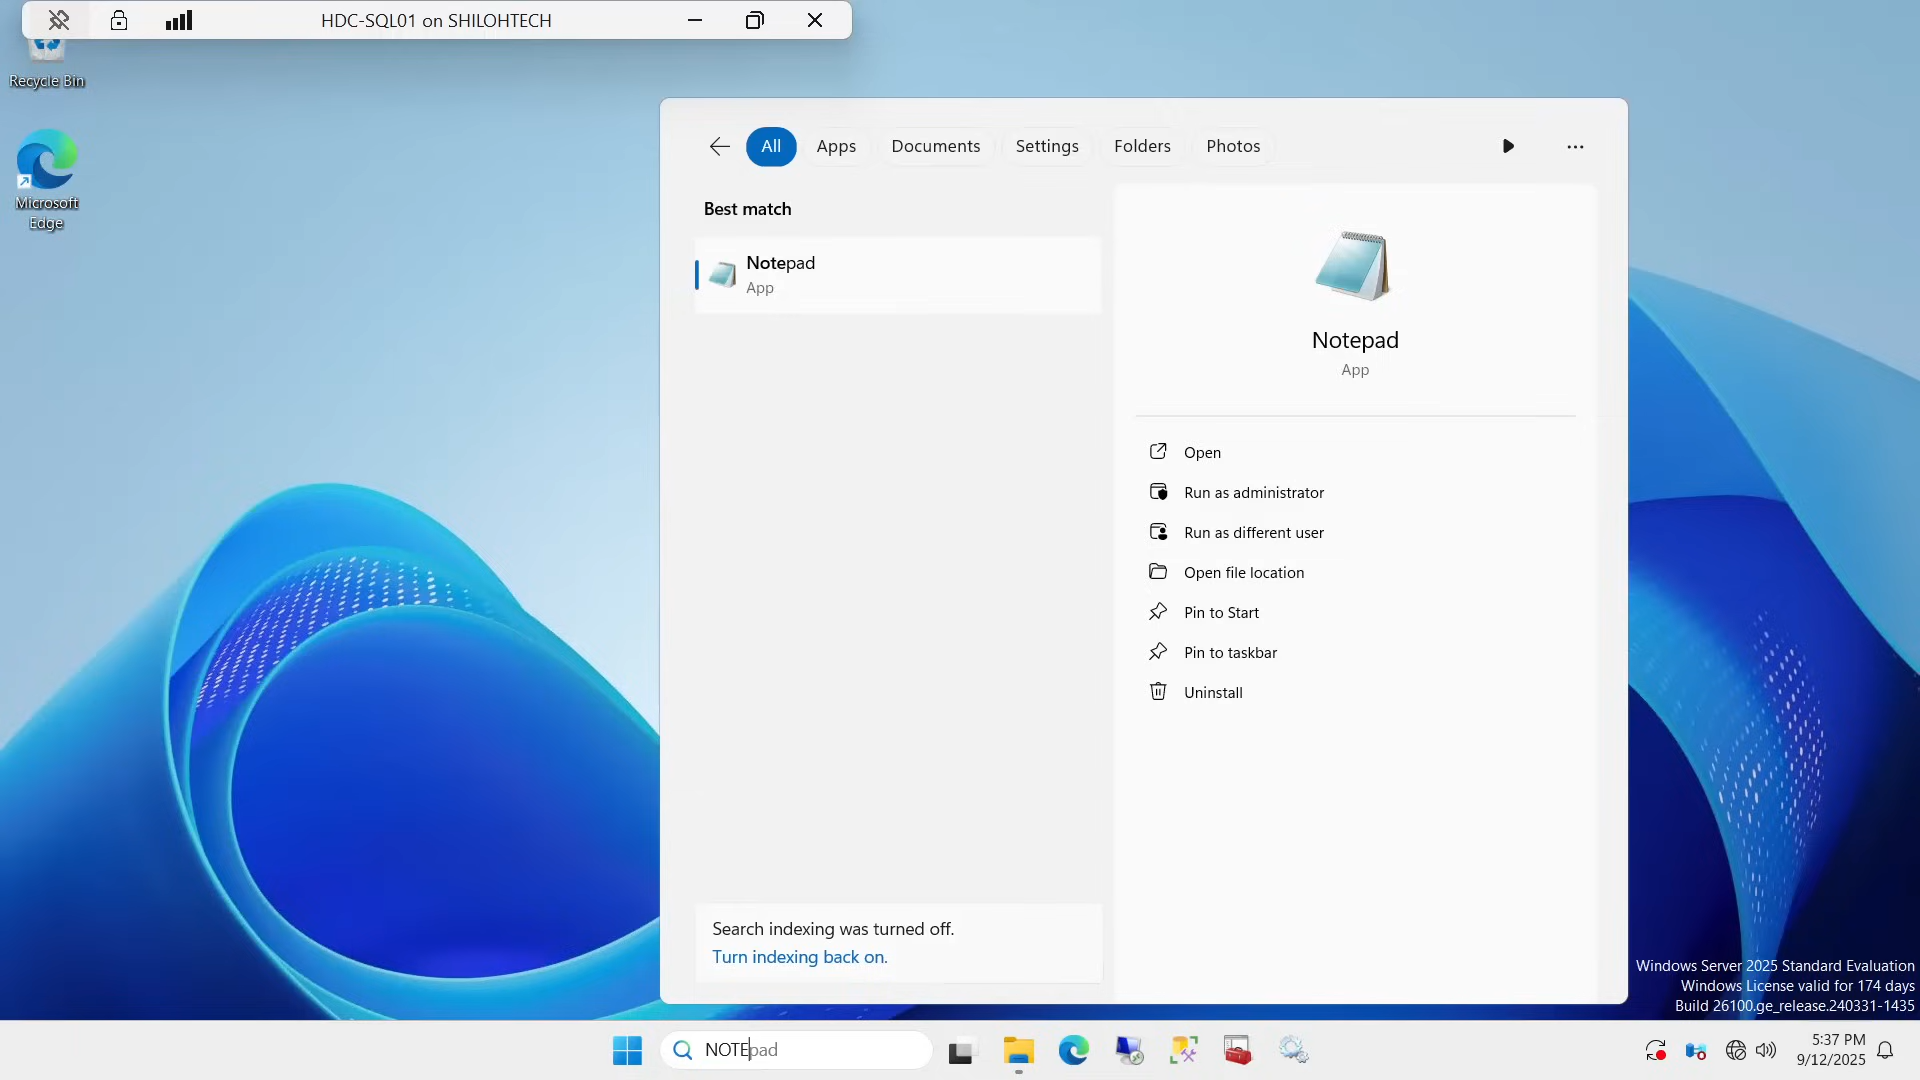 HDC-SQL01 on SHILOHTECH
Recycle Bin
Microsoft
Edge
All
Apps
Documents
Settings
Folders
Photos
Best match
Notepad
App
Notepad
App
Open
Run as administrator
Run as different user
Open file location
Pin to Start
Pin to taskbar
Uninstall
Search indexing was turned off.
Turn indexing back on.
Windows Server 2025 Standard Evaluation
Windows License valid for 174 days
Build 26100.ge_release.240331-1435
NOTEpad
5:37 PM
9/12/2025